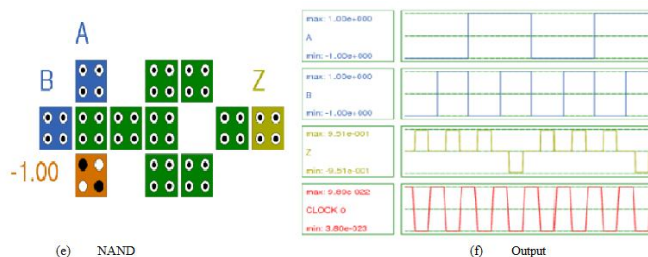 A
B
Z
-1.00
max: 1.00e+000
A
min: -1.00e+000
max: 1.00e+000
B
min: -1.00e+000
max: 9.51e-001
Z
min: -9.51e-001
max: 9.80e-022
CLOCK 0
min: 3.80e-023
(e) NAND
(f) Output